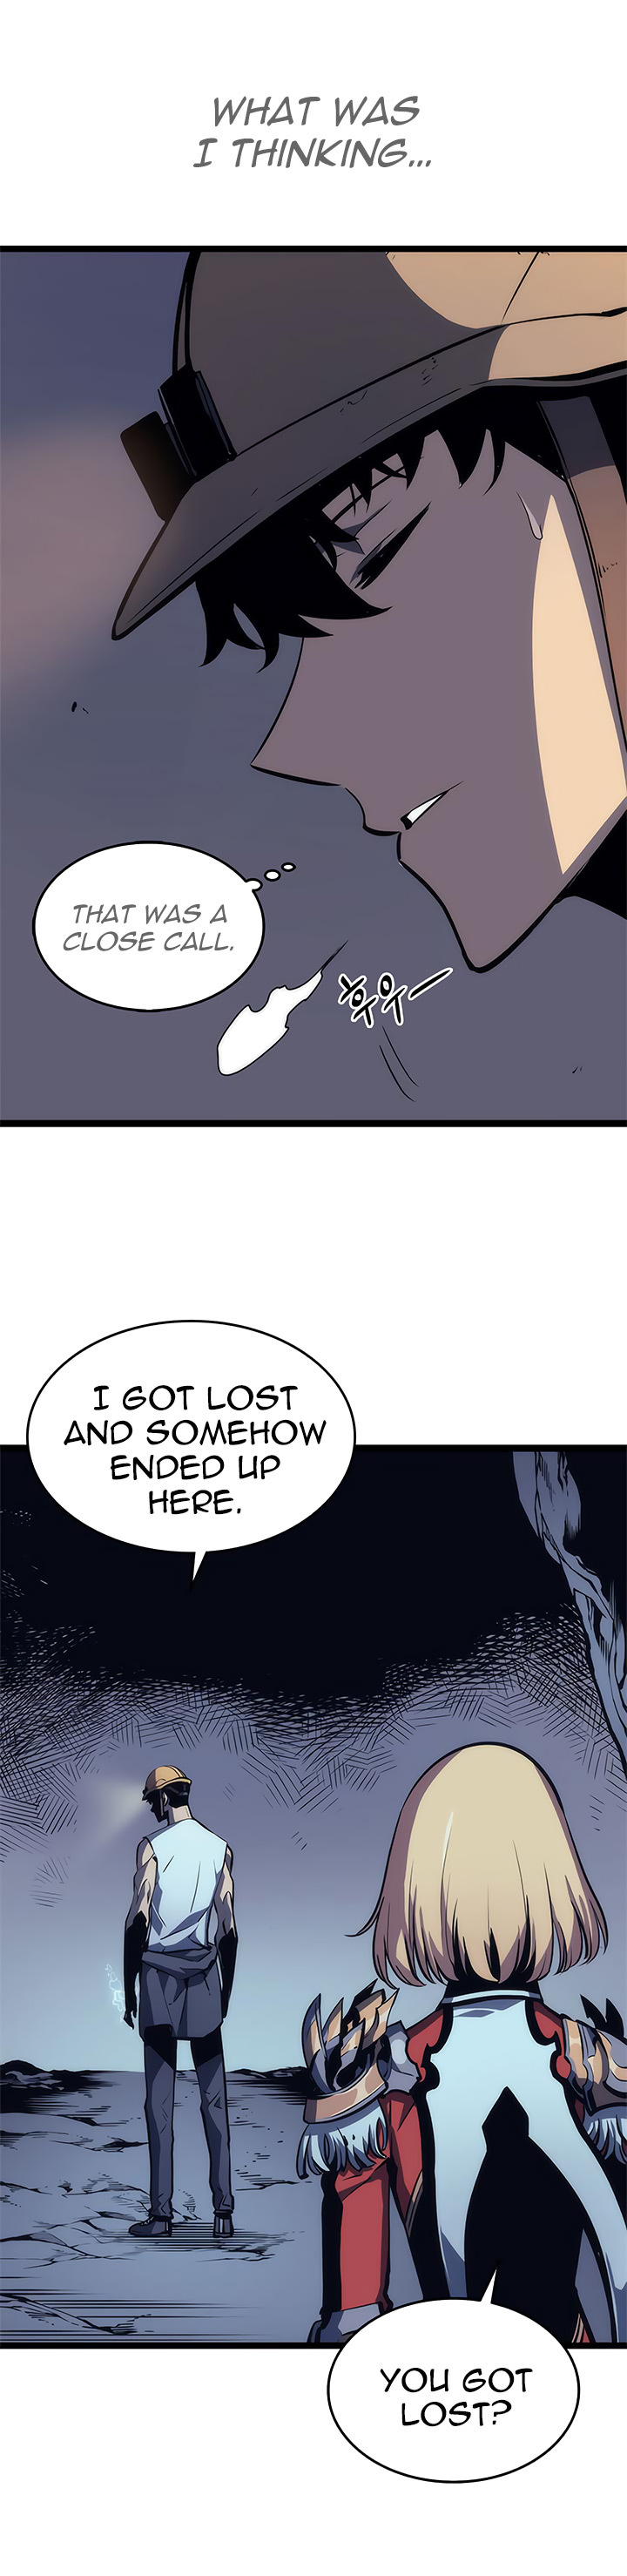 WHAT WAS
I THINKING...
THAT WAS A
CLOSE CALL.
후우-
I GOT LOST
AND SOMEHOW
ENDED UP
HERE.
YOU GOT
LOST?